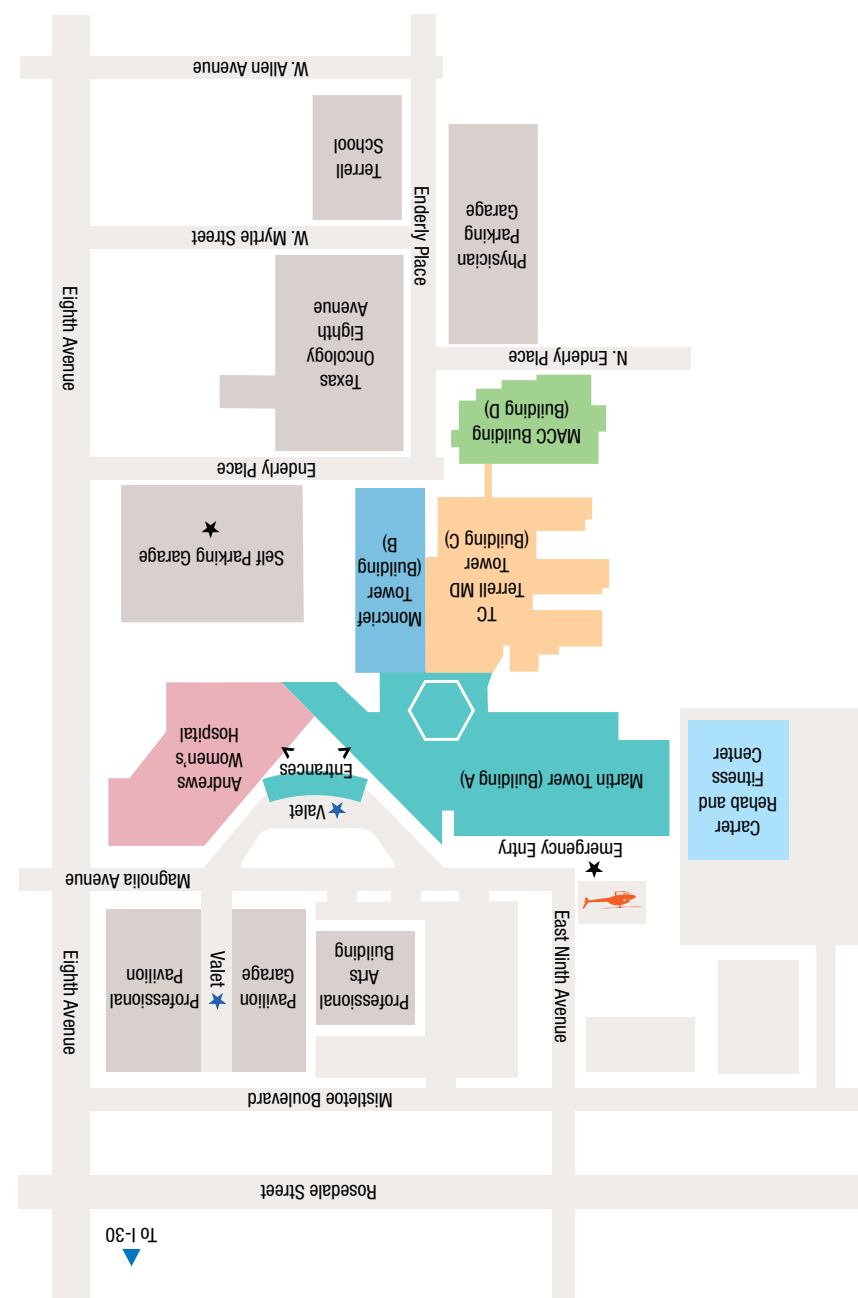 To I-30
Rosedale Street
Mistletoe Boulevard
East Ninth Avenue
Professional
Arts
Building
Pavilion
Garage
Valet
Professional
Pavilion
Eighth Avenue
Magnolia Avenue
Emergency Entry
Carter
Rehab and
Fitness
Center
Martin Tower (Building A)
Valet
Entrances
Andrews
Women's
Hospital
TC
Terrell MD
Tower
(Building C)
Moncrief
Tower
(Building
B)
Self Parking Garage
Enderly Place
MACC Building
(Building D)
N. Enderly Place
Texas
Oncology
Eighth
Avenue
Eighth Avenue
Physician
Parking
Garage
Enderly Place
W. Myrtle Street
Terrell
School
W. Allen Avenue